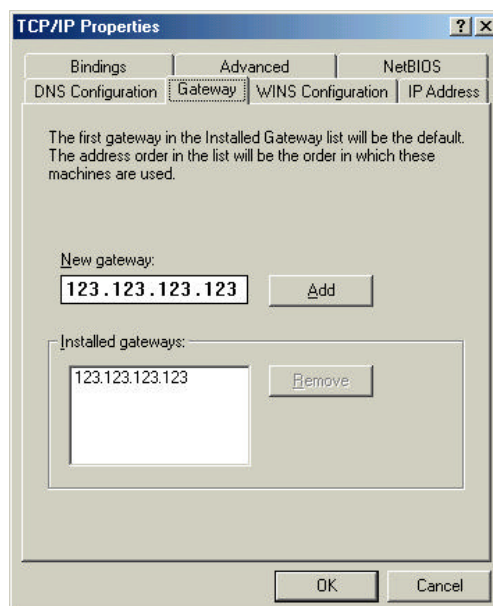 TCP/IP Properties
? ×
Bindings Advanced NetBIOS
DNS Configuration Gateway WINS Configuration IP Address
The first gateway in the Installed Gateway list will be the default.
The address order in the list will be the order in which these
machines are used.
New gateway:
123.123.123.123 Add
Installed gateways:
123.123.123.123 Remove
OK Cancel